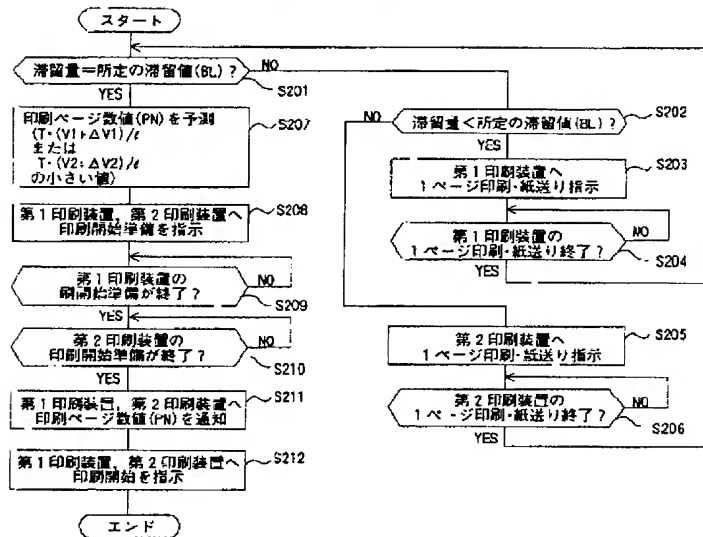 スタート
滞留量=所定の滞留値(BL)?
NO
S201
YES
印刷ページ数値(PN)を予測
(T・(V1+ΔV1)/ℓ
または
T・(V2+ΔV2)/ℓ
の小さい値)
S207
第1印刷装置,第2印刷装置へ
印刷開始準備を指示
S208
第1印刷装置の
刷開始準備が終了?
NO
S209
YES
第2印刷装置の
印刷開始準備が終了?
NO
S210
YES
第1印刷装置,第2印刷装置へ
印刷ページ数値(PN)を通知
S211
第1印刷装置,第2印刷装置へ
印刷開始を指示
S212
エンド
滞留量<所定の滞留値(BL)?
NO
S202
YES
第1印刷装置へ
1ページ印刷・紙送り指示
S203
第1印刷装置の
1ページ印刷・紙送り終了?
NO
S204
YES
第2印刷装置へ
1ページ印刷・紙送り指示
S205
第2印刷装置の
1ページ印刷・紙送り終了?
NO
S206
YES